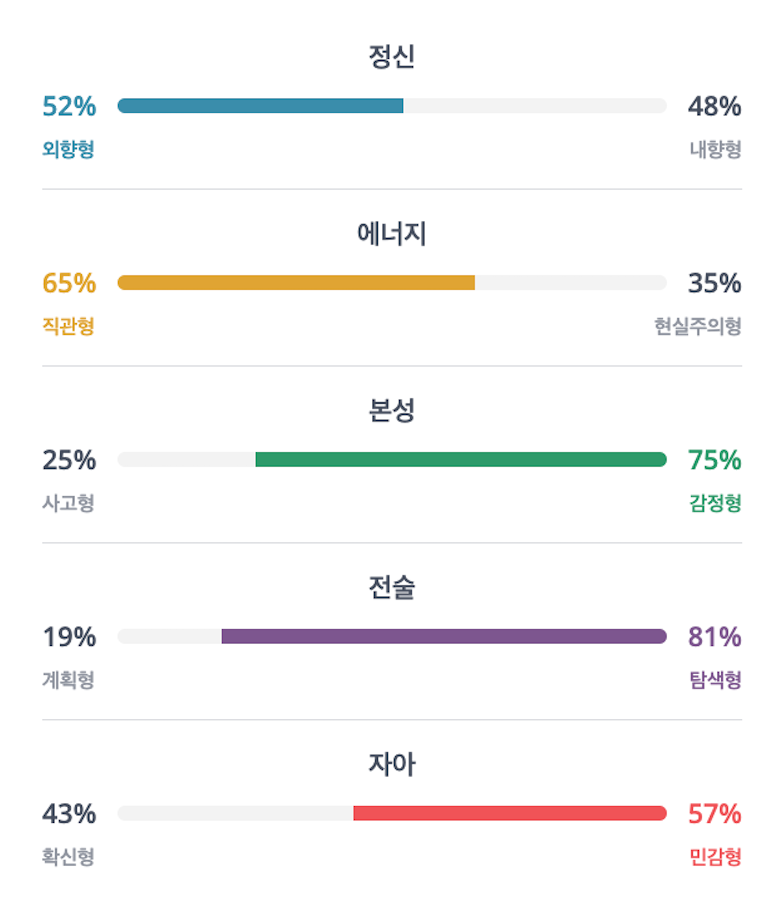 정신
52% 48%
외향형 내향형
에너지
65% 35%
직관형 현실주의형
본성
25% 75%
사고형 감정형
전술
19% 81%
계획형 탐색형
자아
43% 57%
확신형 민감형